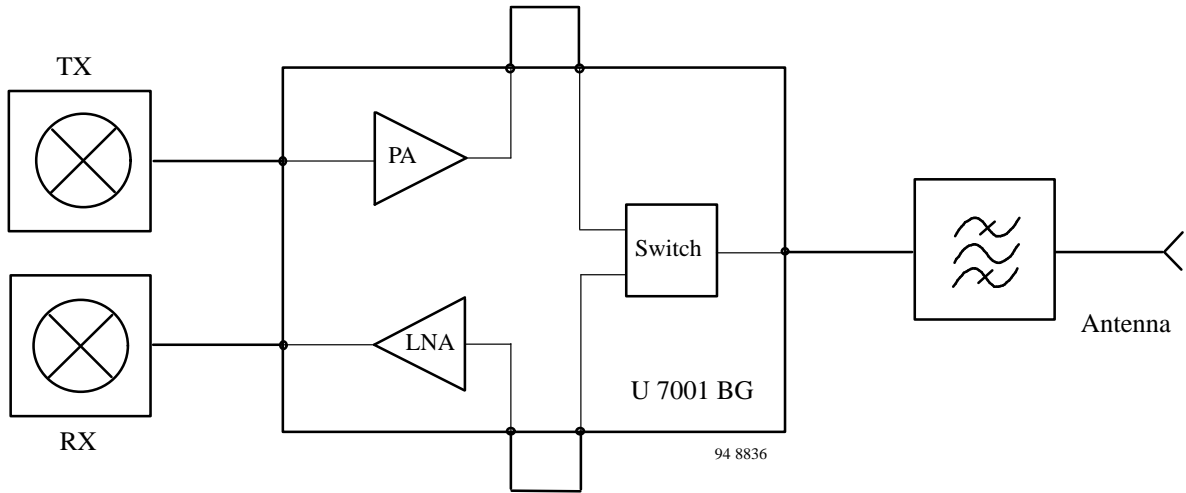 TX
PA
Switch
LNA
Antenna
U 7001 BG
RX
94 8836